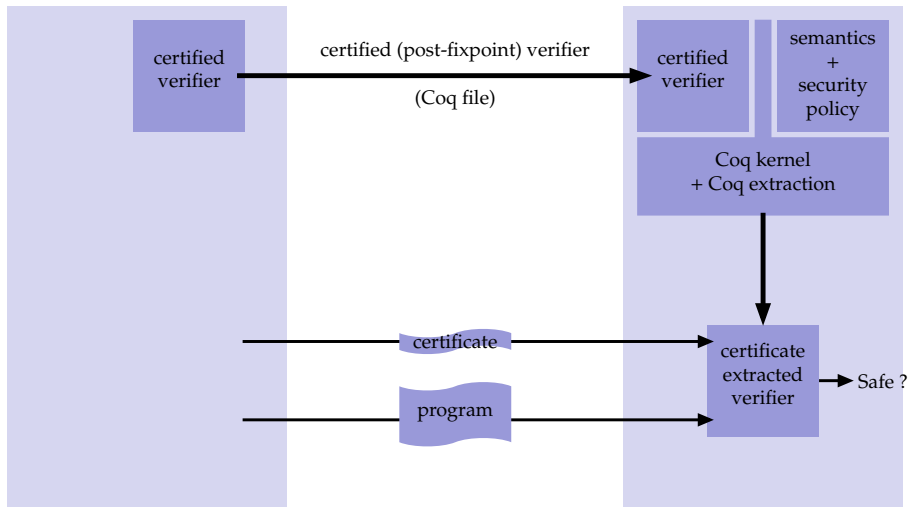 certified
verifier
certified (post-fixpoint) verifier
(Coq file)
certified
verifier
semantics
+
security
policy
Coq kernel
+ Coq extraction
certificate
program
certificate
extracted
verifier
Safe ?